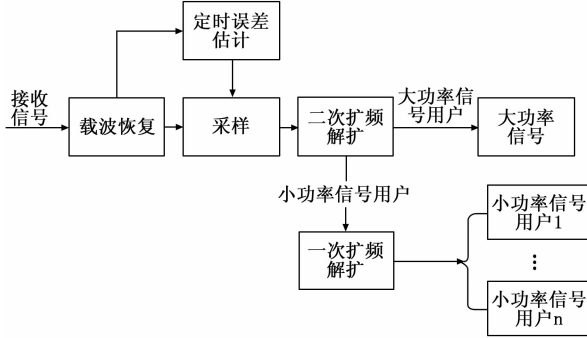 定时误差
估计
接收
信号
载波恢复
采样
二次扩频
解扩
大功率信
号用户
大功率
信号
小功率信号用户
一次扩频
解扩
小功率信号
用户1
⋮
小功率信号
用户n